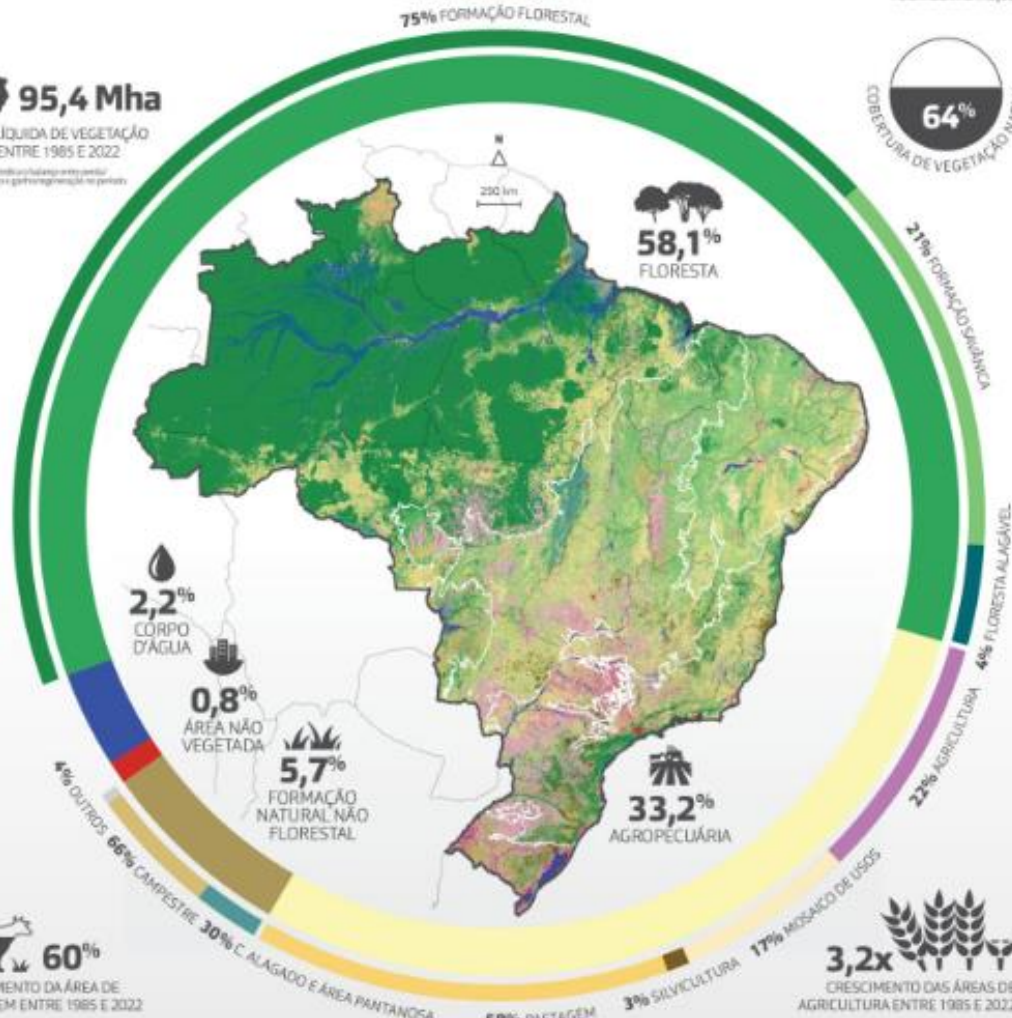 75% FORMAÇÃO FLORESTAL
95,4 Mha
LÍQUIDA DE VEGETAÇÃO
ENTRE 1985 E 2022
64%
COBERTURA DE VEGETAÇÃO
N
250 km
58,1%
FLORESTA
21% FORMAÇÃO SAVÂNICA
4% FLORESTA ALAGÁVEL
2,2%
CORPO
D'ÁGUA
0,8%
ÁREA NÃO
VEGETADA
5,7%
FORMAÇÃO
NATURAL NÃO
FLORESTAL
33,2%
AGROPECUÁRIA
22% AGRICULTURA
17% MOSAICO DE USOS
3% SILVICULTURA
PASTAGEM
30% C. ALAGADO E ÁREA PANTANOSA
66% CAMPESTRE
4% OUTROS
60%
DA ÁREA DE
ENTRE 1985 E 2022
3,2x
CRESCIMENTO DAS ÁREAS DE
AGRICULTURA ENTRE 1985 E 2022